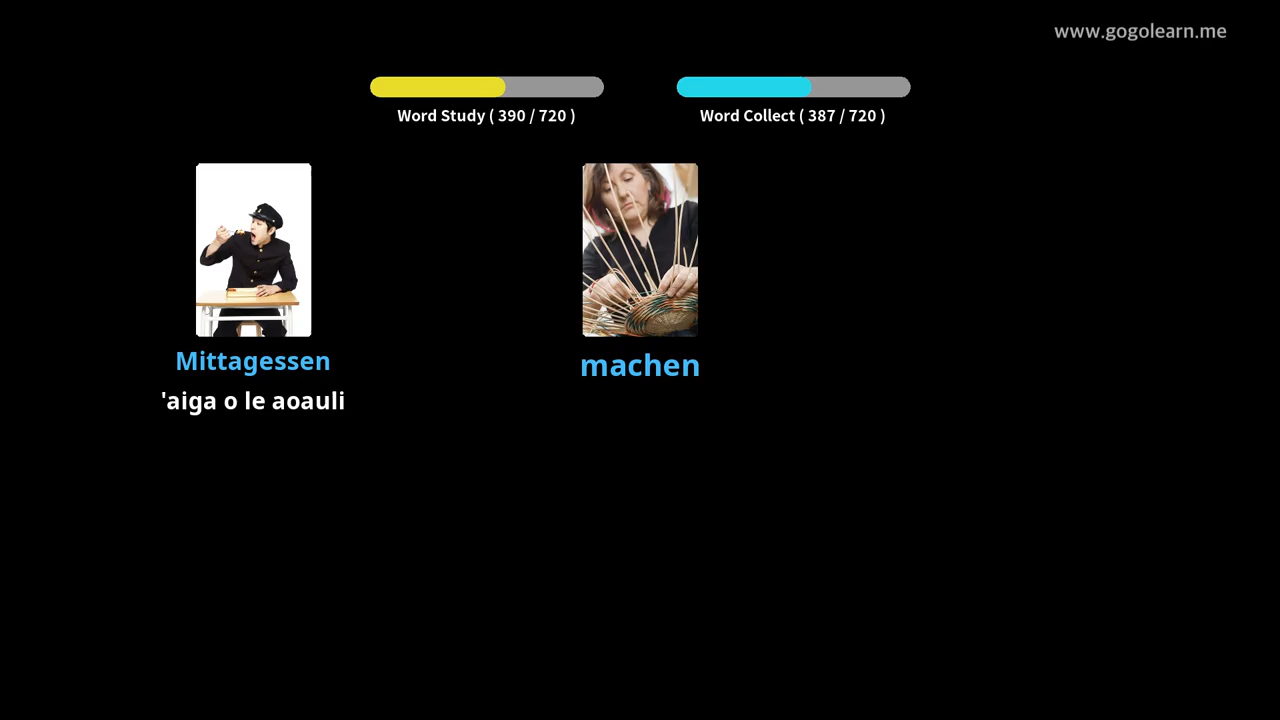 www.gogolearn.me
Word Study ( 390 / 720 )
Word Collect ( 387 / 720 )
Mittagessen
'aiga o le aoauli
machen